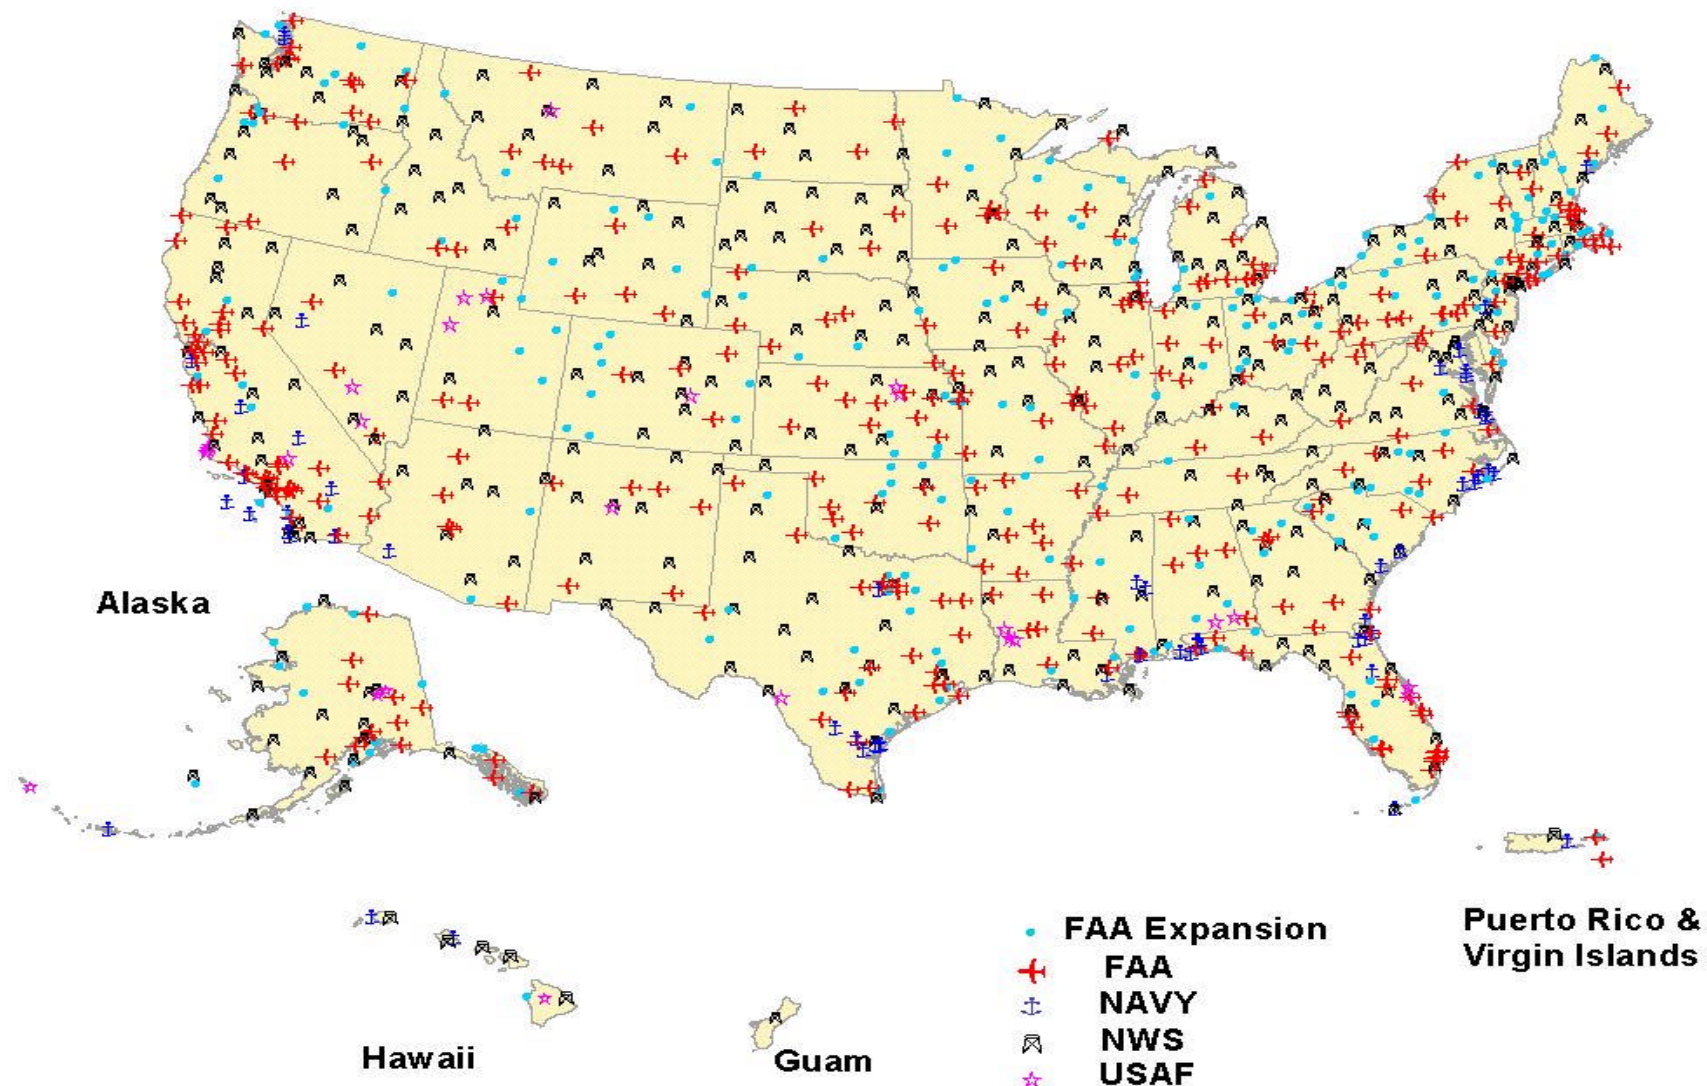 Alaska
Hawaii
Guam
Puerto Rico &
Virgin Islands
FAA Expansion
FAA
NAVY
NWS
USAF